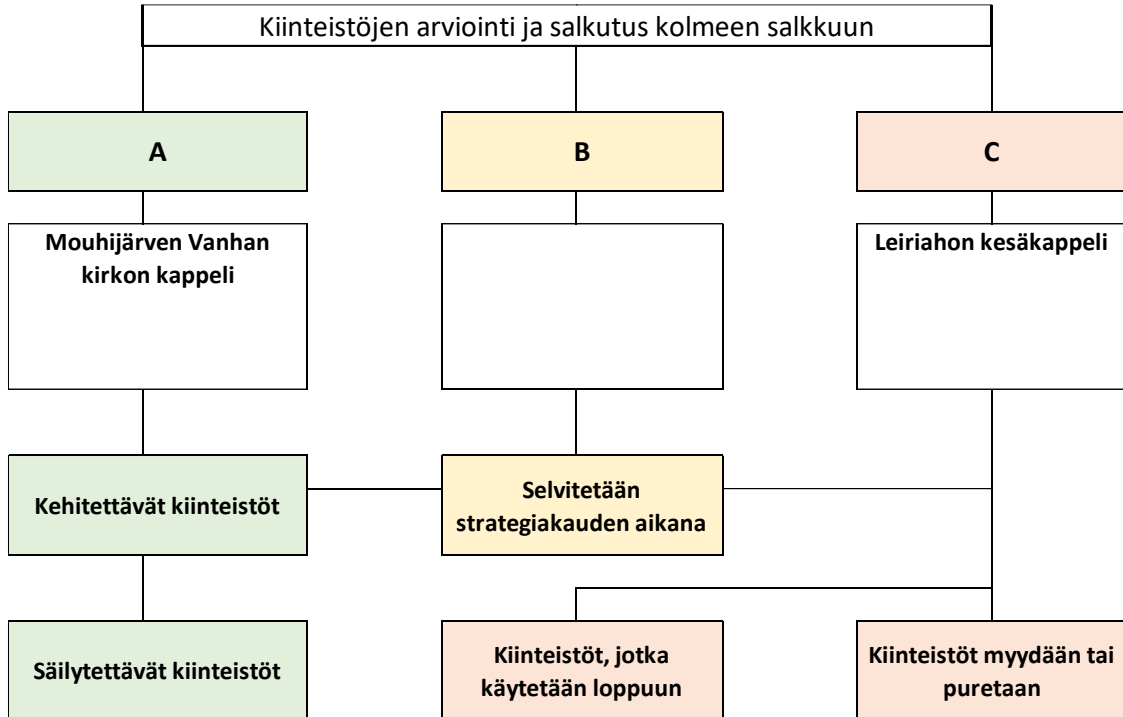 Kiinteistöjen arviointi ja salkutus kolmeen salkkuun
A
B
C
Mouhijärven Vanhan
kirkon kappeli
Leiriahon kesäkappeli
Kehitettävät kiinteistöt
Selvitetään
strategiakauden aikana
Säilytettävät kiinteistöt
Kiinteistöt, jotka
käytetään loppuun
Kiinteistöt myydään tai
puretaan